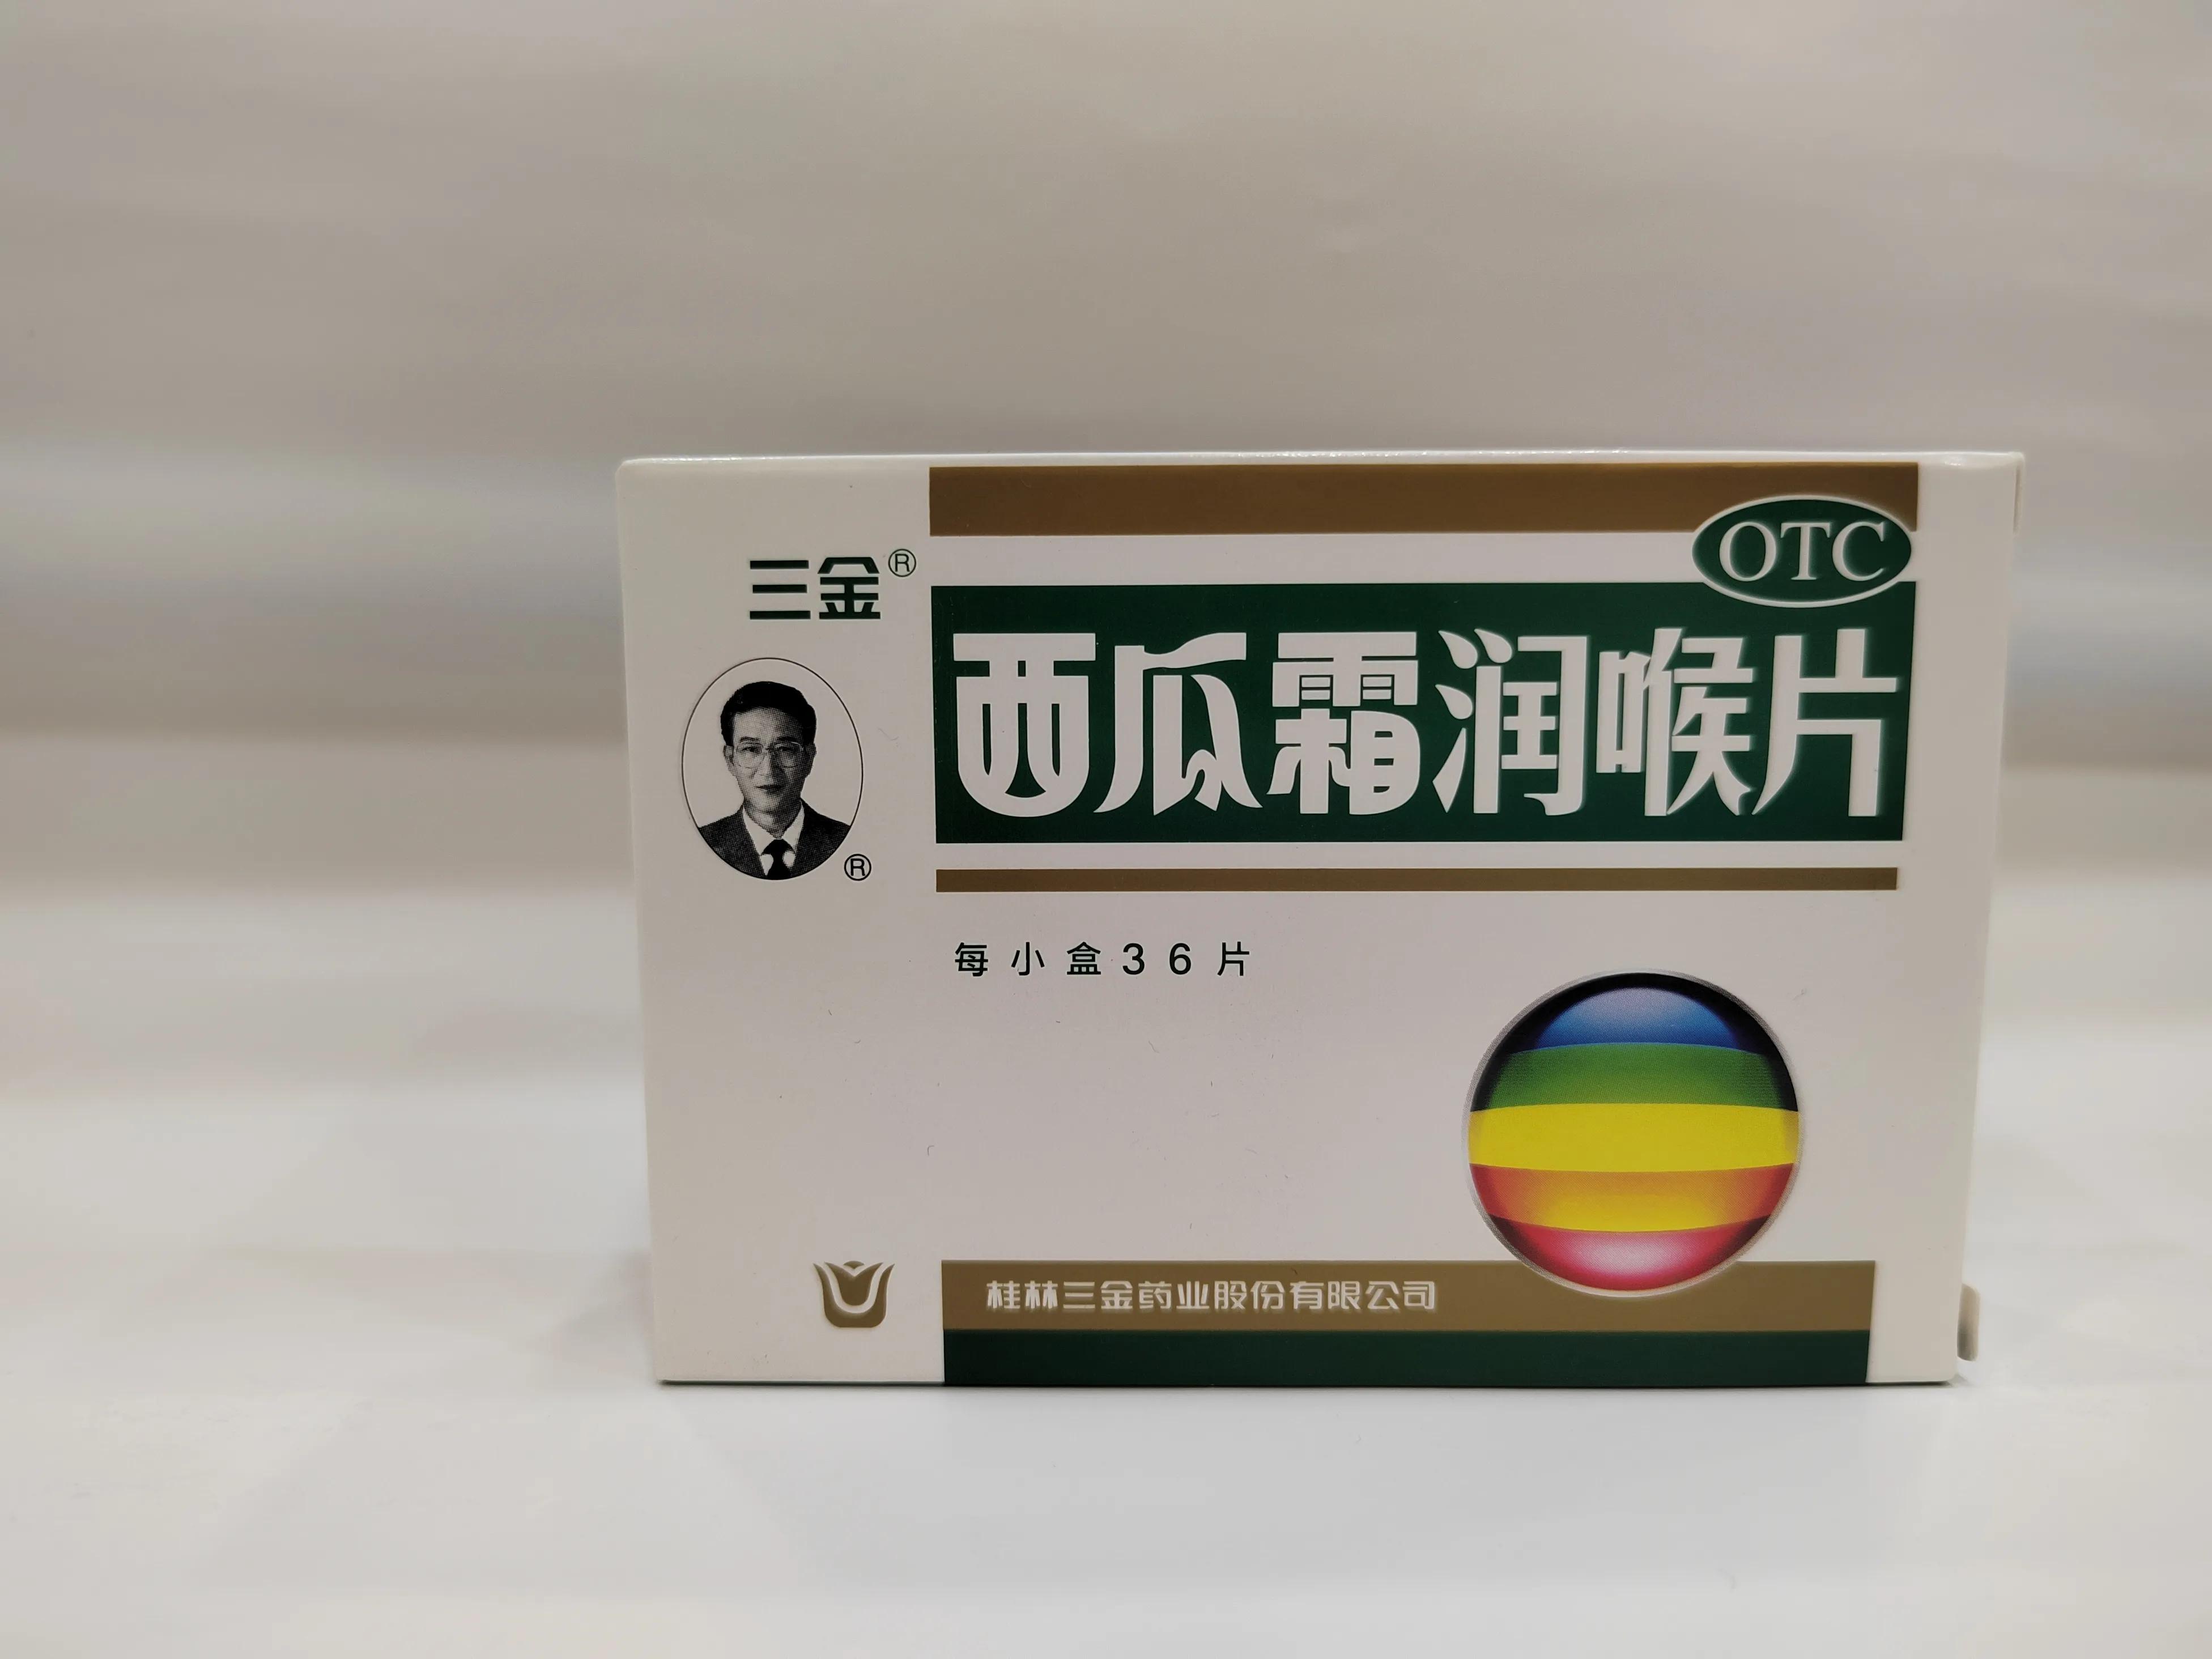 OTC
三金®
西瓜霜润喉片
®
每小盒36片
桂林三金药业股份有限公司